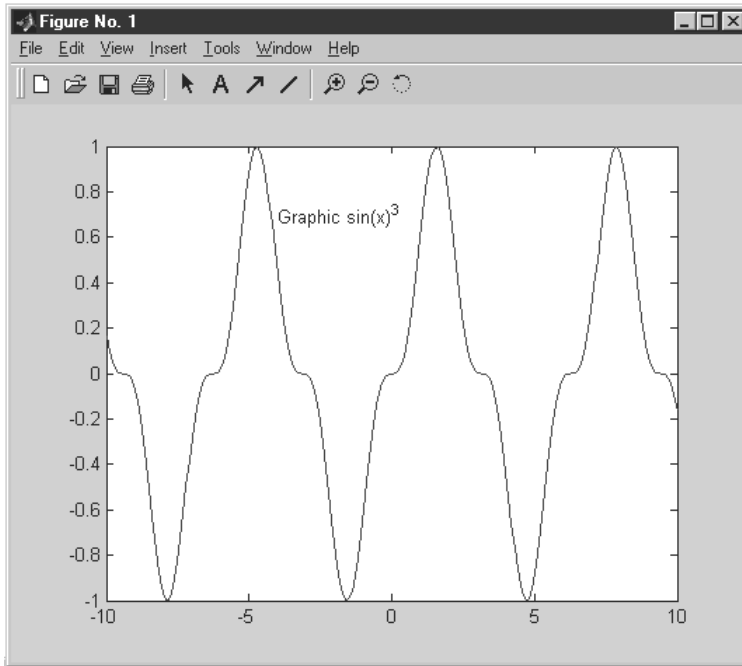 Figure No. 1
File Edit View Insert Tools Window Help
A
1
0.8
Graphic sin(x)³
0.6
0.4
0.2
0
-0.2
-0.4
-0.6
-0.8
-1
-10 -5 0 5 10